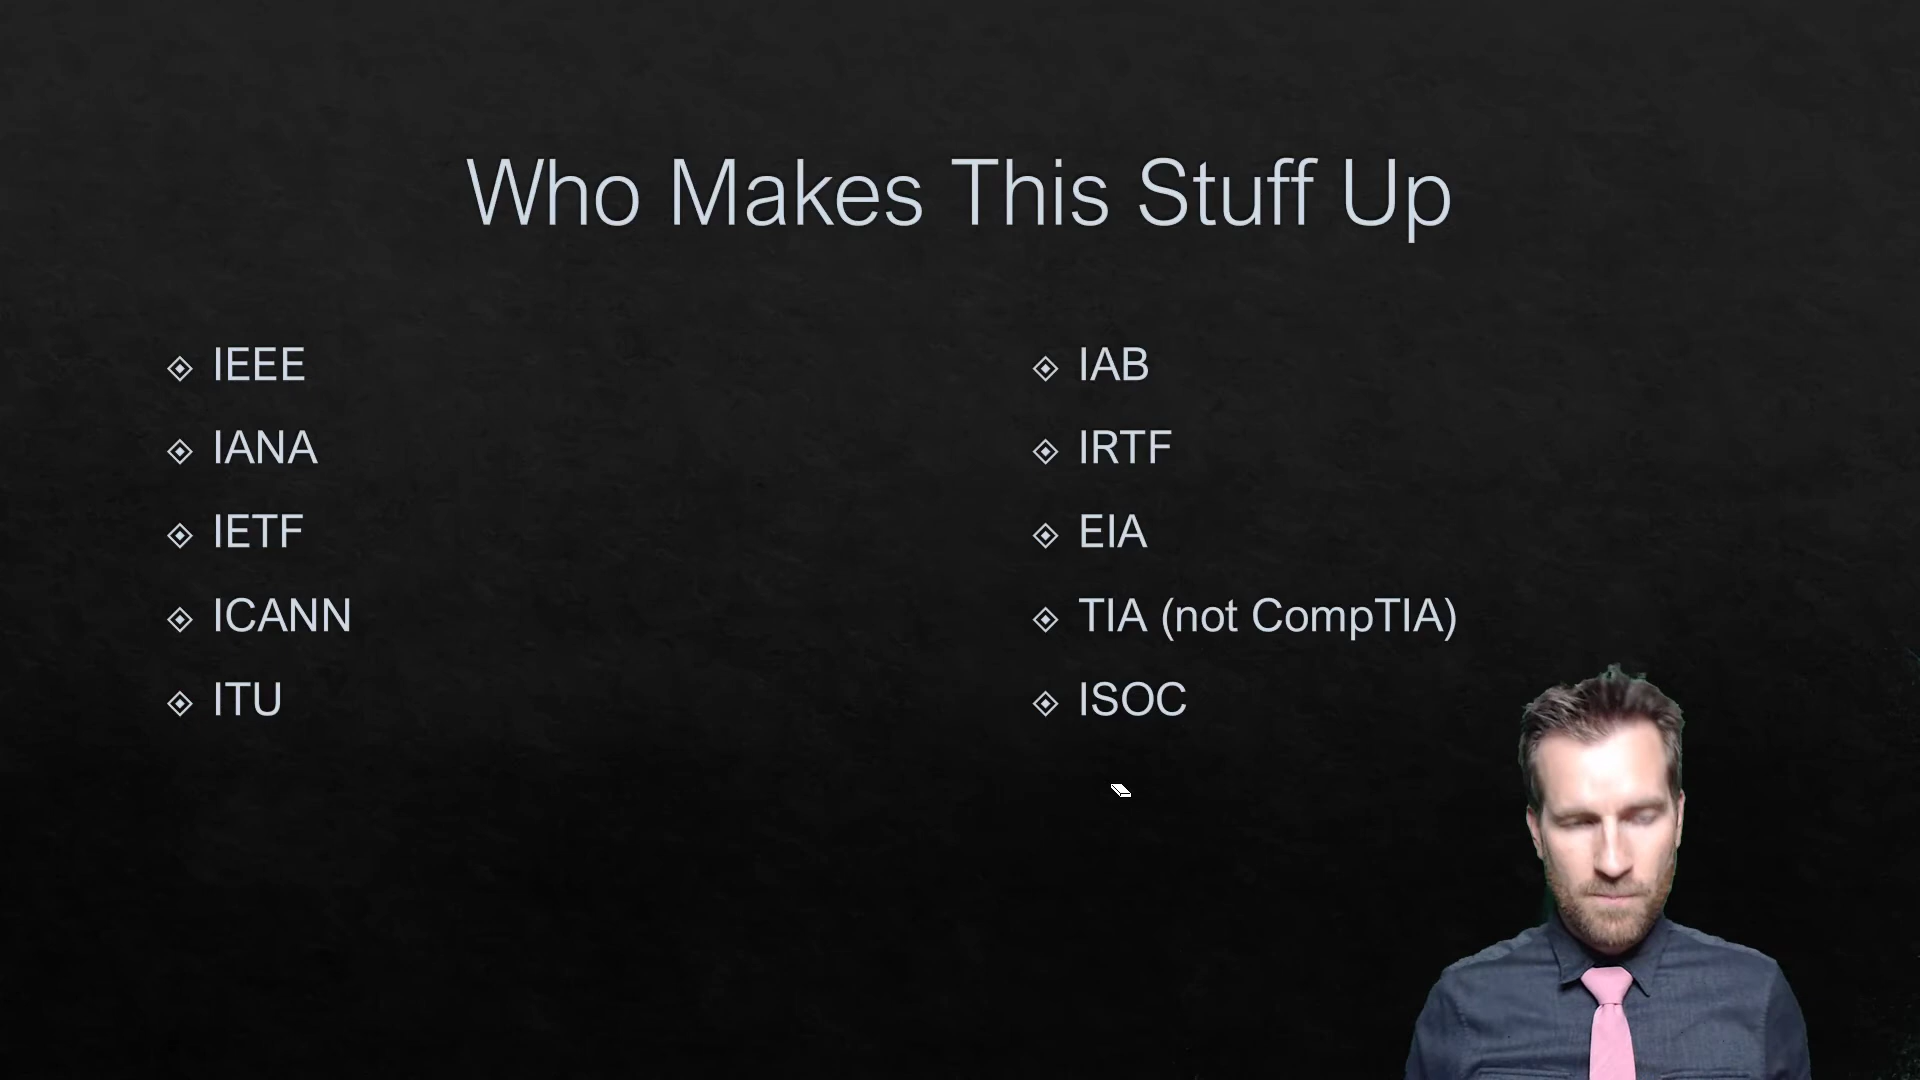 Who Makes This Stuff Up
IEEE
IANA
IETF
ICANN
ITU
IAB
IRTF
EIA
TIA (not CompTIA)
ISOC